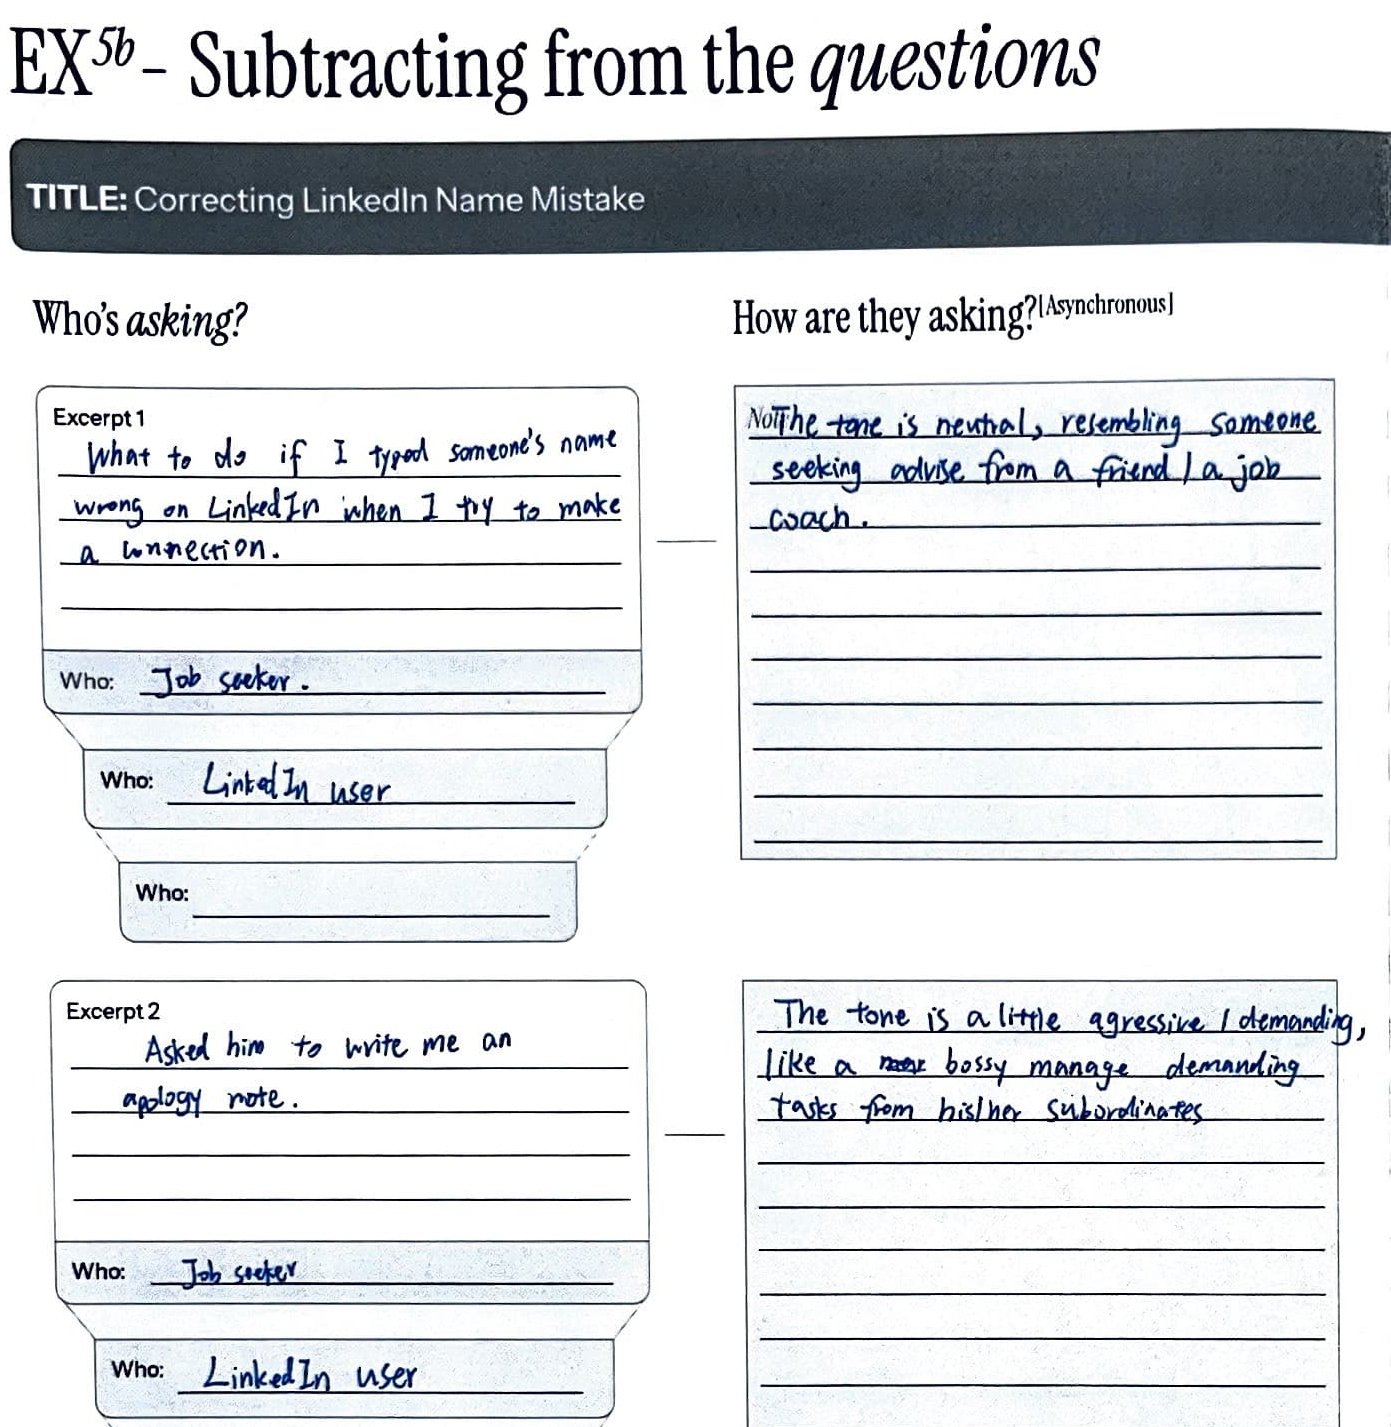 EX5b – Subtracting from the questions
TITLE: Correcting LinkedIn Name Mistake
Who's asking?
How are they asking?[Asynchronous]
Excerpt 1
What to do if I typed someone's name
wrong on LinkedIn when I try to make
a connection.
Who: Job seeker.
Who: LinkedIn user
Who:
The tone is neutral, resembling someone
seeking advise from a friend / a job
coach.
Excerpt 2
Asked him to write me an
apology note.
Who: Job seeker
Who: LinkedIn user
The tone is a little agressive / demanding,
like a bossy manage demanding
tasks from his/her subordinates